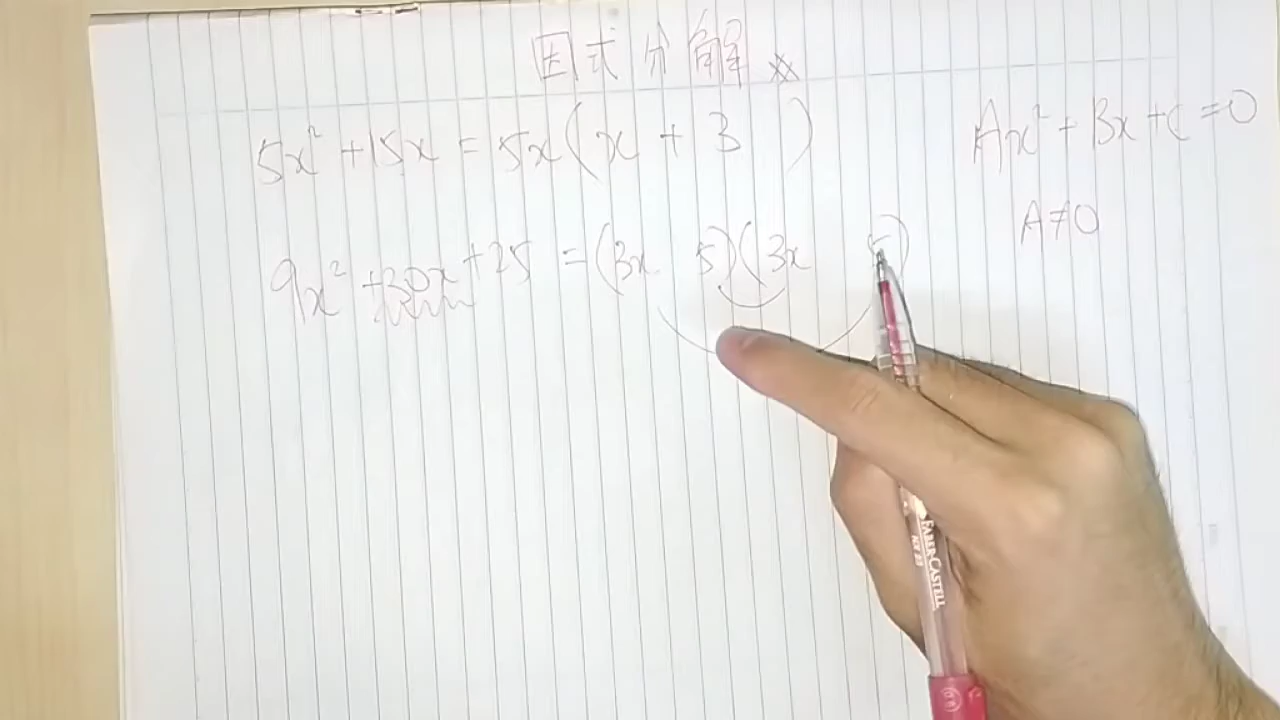 因式分解
5x² + 15x = 5x(x + 3)
9x² + 30x + 25 = (3x 5)(3x 5)
Ax² + Bx + C = 0
A ≠ 0
FABER-CASTELL